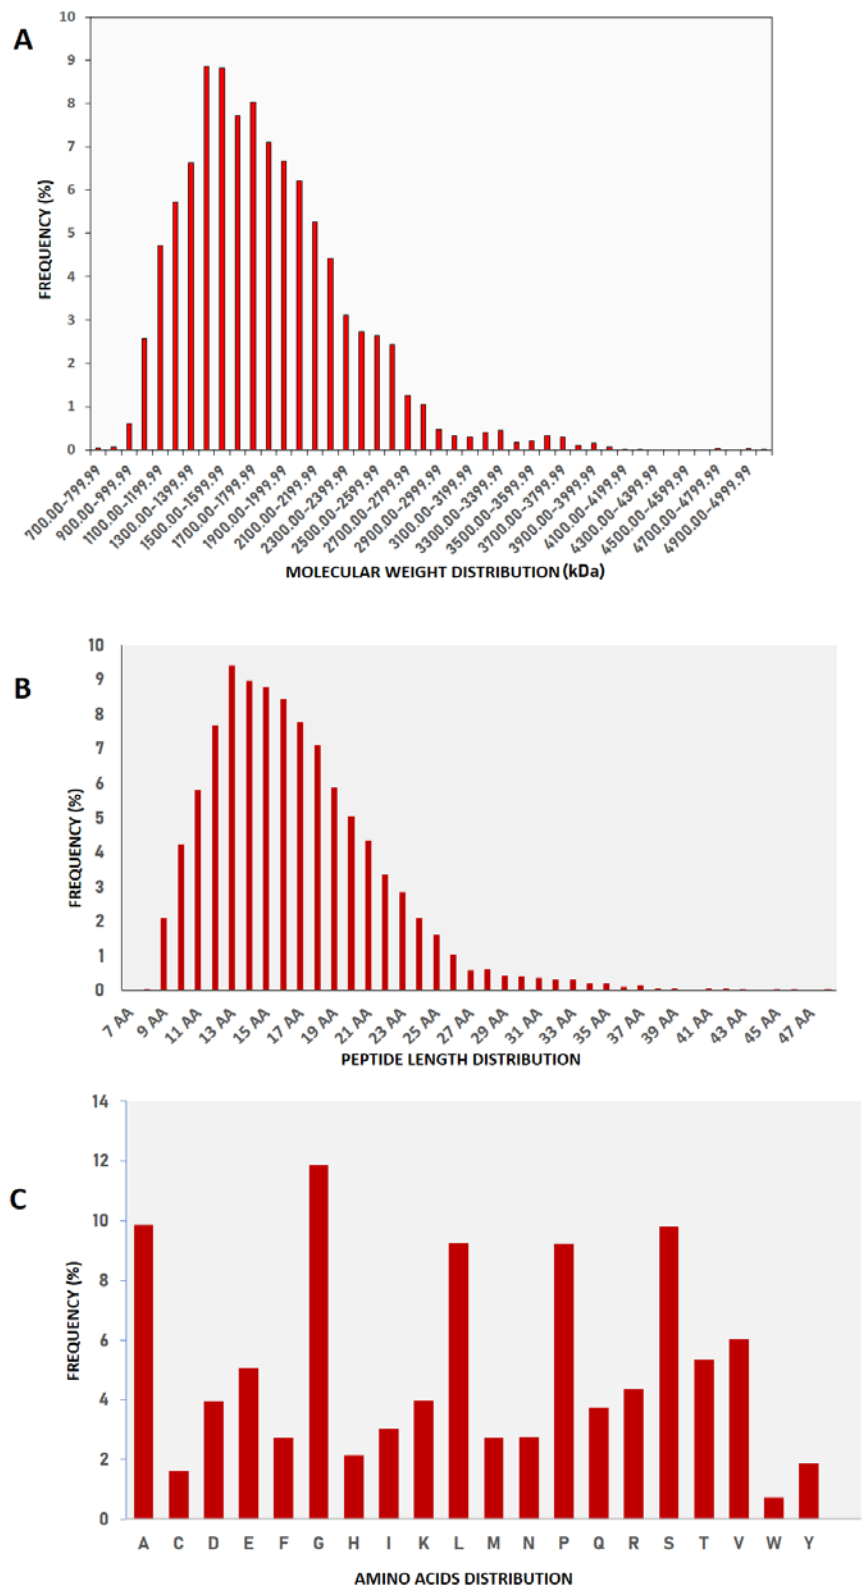 A
FREQUENCY (%)
10
9
8
7
6
5
4
3
2
1
0
700.00-799.99
900.00-999.99
1100.00-1199.99
1300.00-1399.99
1500.00-1599.99
1700.00-1799.99
1900.00-1999.99
2100.00-2199.99
2300.00-2399.99
2500.00-2599.99
2700.00-2799.99
2900.00-2999.99
3100.00-3199.99
3300.00-3399.99
3500.00-3599.99
3700.00-3799.99
3900.00-3999.99
4100.00-4199.99
4300.00-4399.99
4500.00-4599.99
4700.00-4799.99
4900.00-4999.99
MOLECULAR WEIGHT DISTRIBUTION (kDa)
B
FREQUENCY (%)
10
9
8
7
6
5
4
3
2
1
0
7 AA
9 AA
11 AA
13 AA
15 AA
17 AA
19 AA
21 AA
23 AA
25 AA
27 AA
29 AA
31 AA
33 AA
35 AA
37 AA
39 AA
41 AA
43 AA
45 AA
47 AA
PEPTIDE LENGTH DISTRIBUTION
C
FREQUENCY (%)
14
12
10
8
6
4
2
0
A C D E F G H I K L M N P Q R S T V W Y
AMINO ACIDS DISTRIBUTION